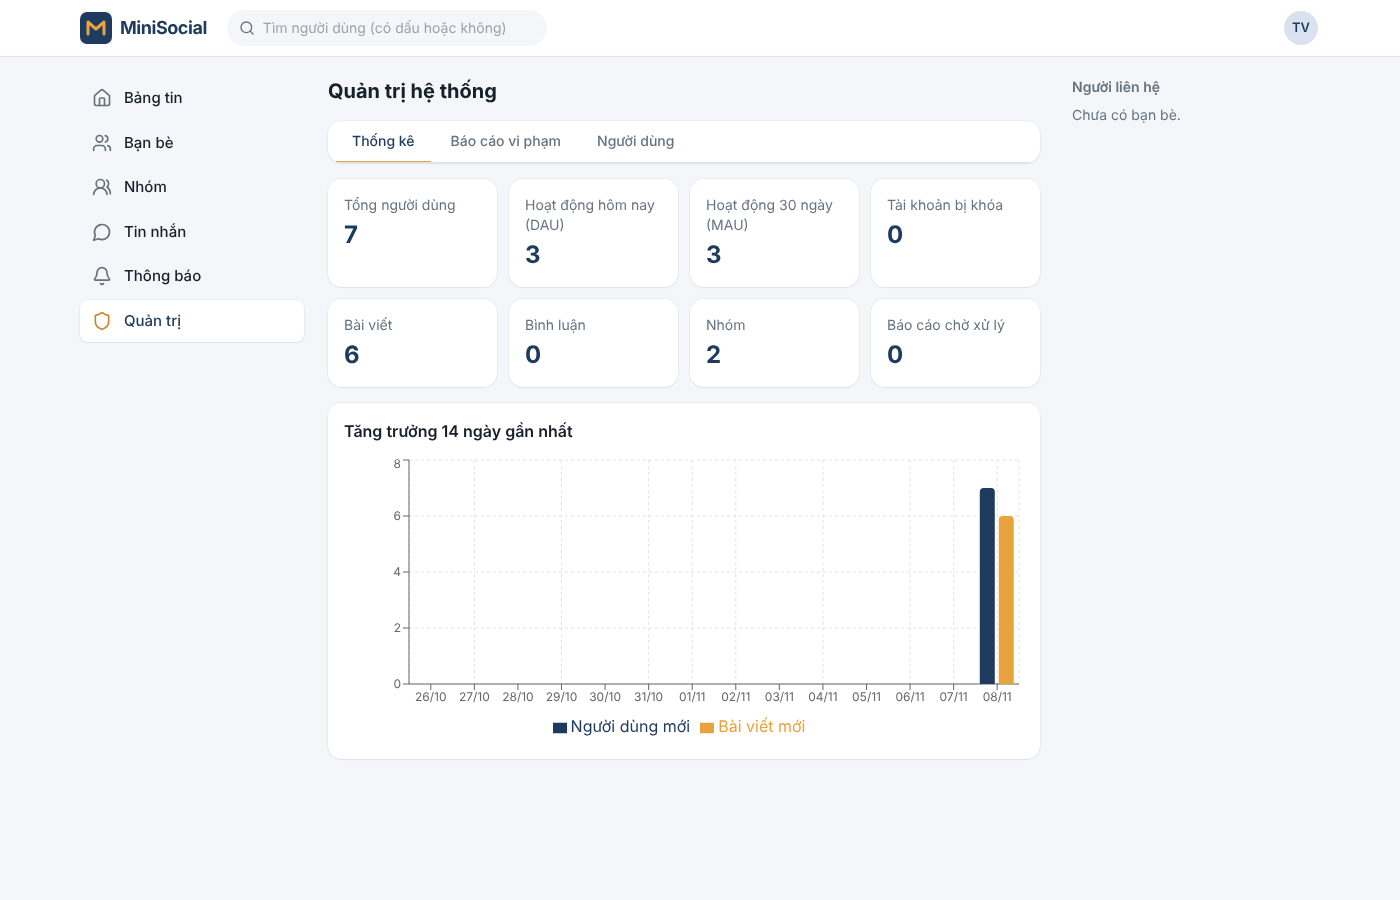 MiniSocial
Tìm người dùng (có dấu hoặc không)
TV
Bảng tin
Bạn bè
Nhóm
Tin nhắn
Thông báo
Quản trị
Quản trị hệ thống
Thống kê
Báo cáo vi phạm
Người dùng
Tổng người dùng
7
Hoạt động hôm nay
(DAU)
3
Hoạt động 30 ngày
(MAU)
3
Tài khoản bị khóa
0
Bài viết
6
Bình luận
0
Nhóm
2
Báo cáo chờ xử lý
0
Tăng trưởng 14 ngày gần nhất
8
6
4
2
0
26/10 27/10 28/10 29/10 30/10 31/10 01/11 02/11 03/11 04/11 05/11 06/11 07/11 08/11
Người dùng mới Bài viết mới
Người liên hệ
Chưa có bạn bè.